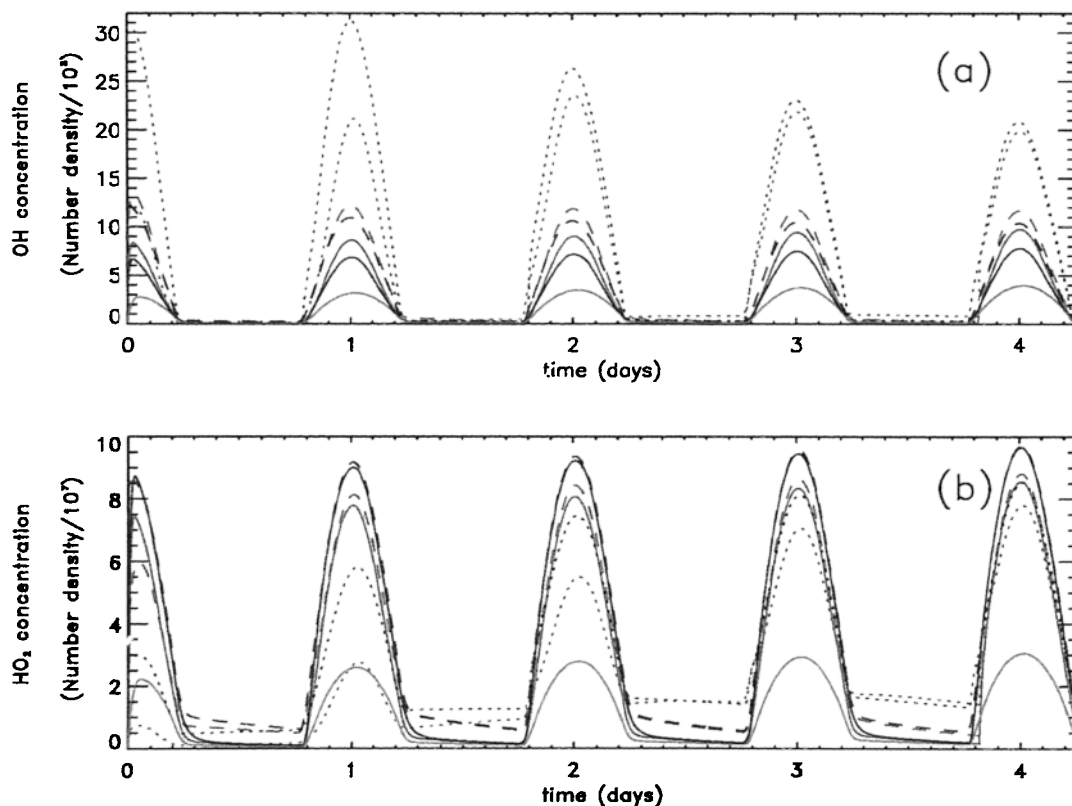 OH concentration
(Number density/10⁵)
30
25
20
15
10
5
0
(a)
0 1 2 3 4
time (days)
HO₂ concentration
(Number density/10⁷)
10
8
6
4
2
0
(b)
0 1 2 3 4
time (days)